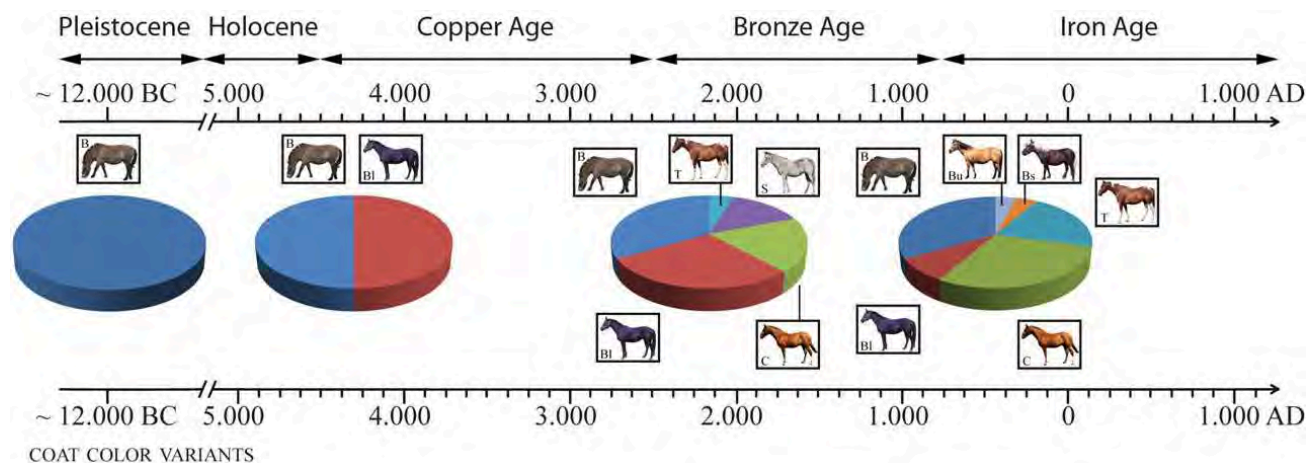 Pleistocene Holocene Copper Age Bronze Age Iron Age
~ 12.000 BC 5.000 4.000 3.000 2.000 1.000 0 1.000 AD
B B Bl B T S B Bu Bs T
Bl C Bl C
~ 12.000 BC 5.000 4.000 3.000 2.000 1.000 0 1.000 AD
COAT COLOR VARIANTS